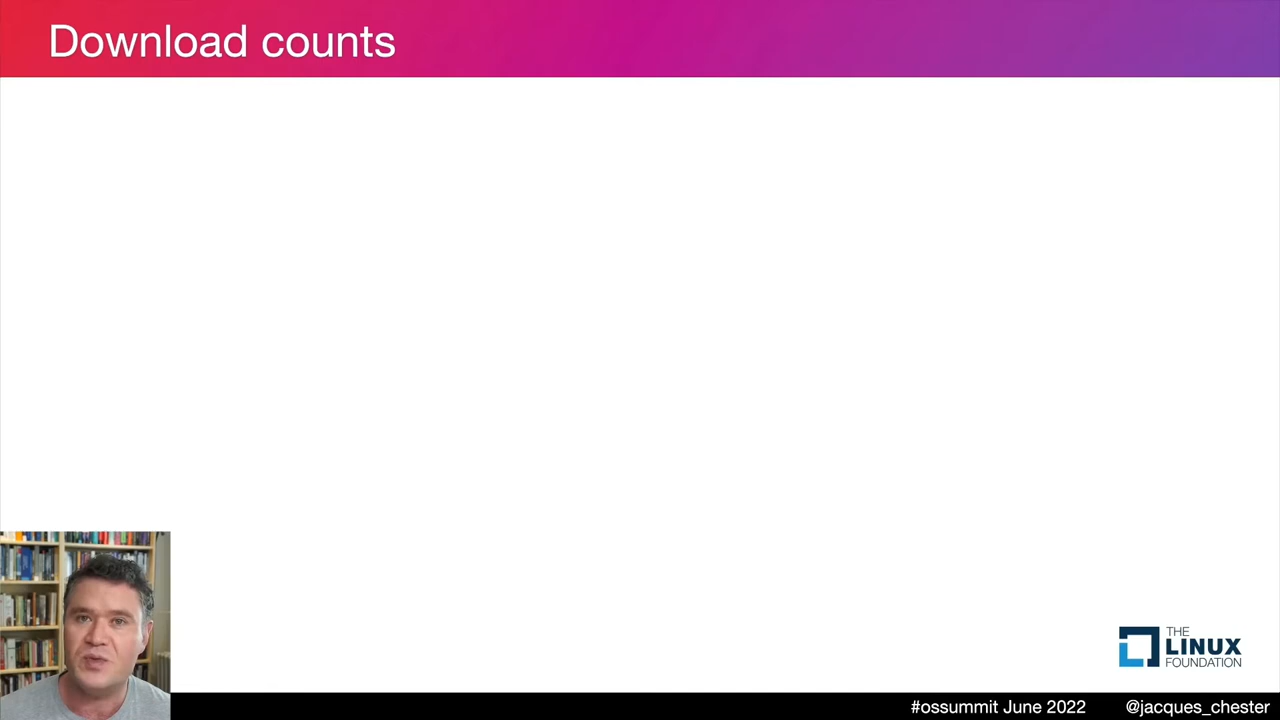 Download counts
THE
LINUX
FOUNDATION
#ossummit June 2022 @jacques_chester